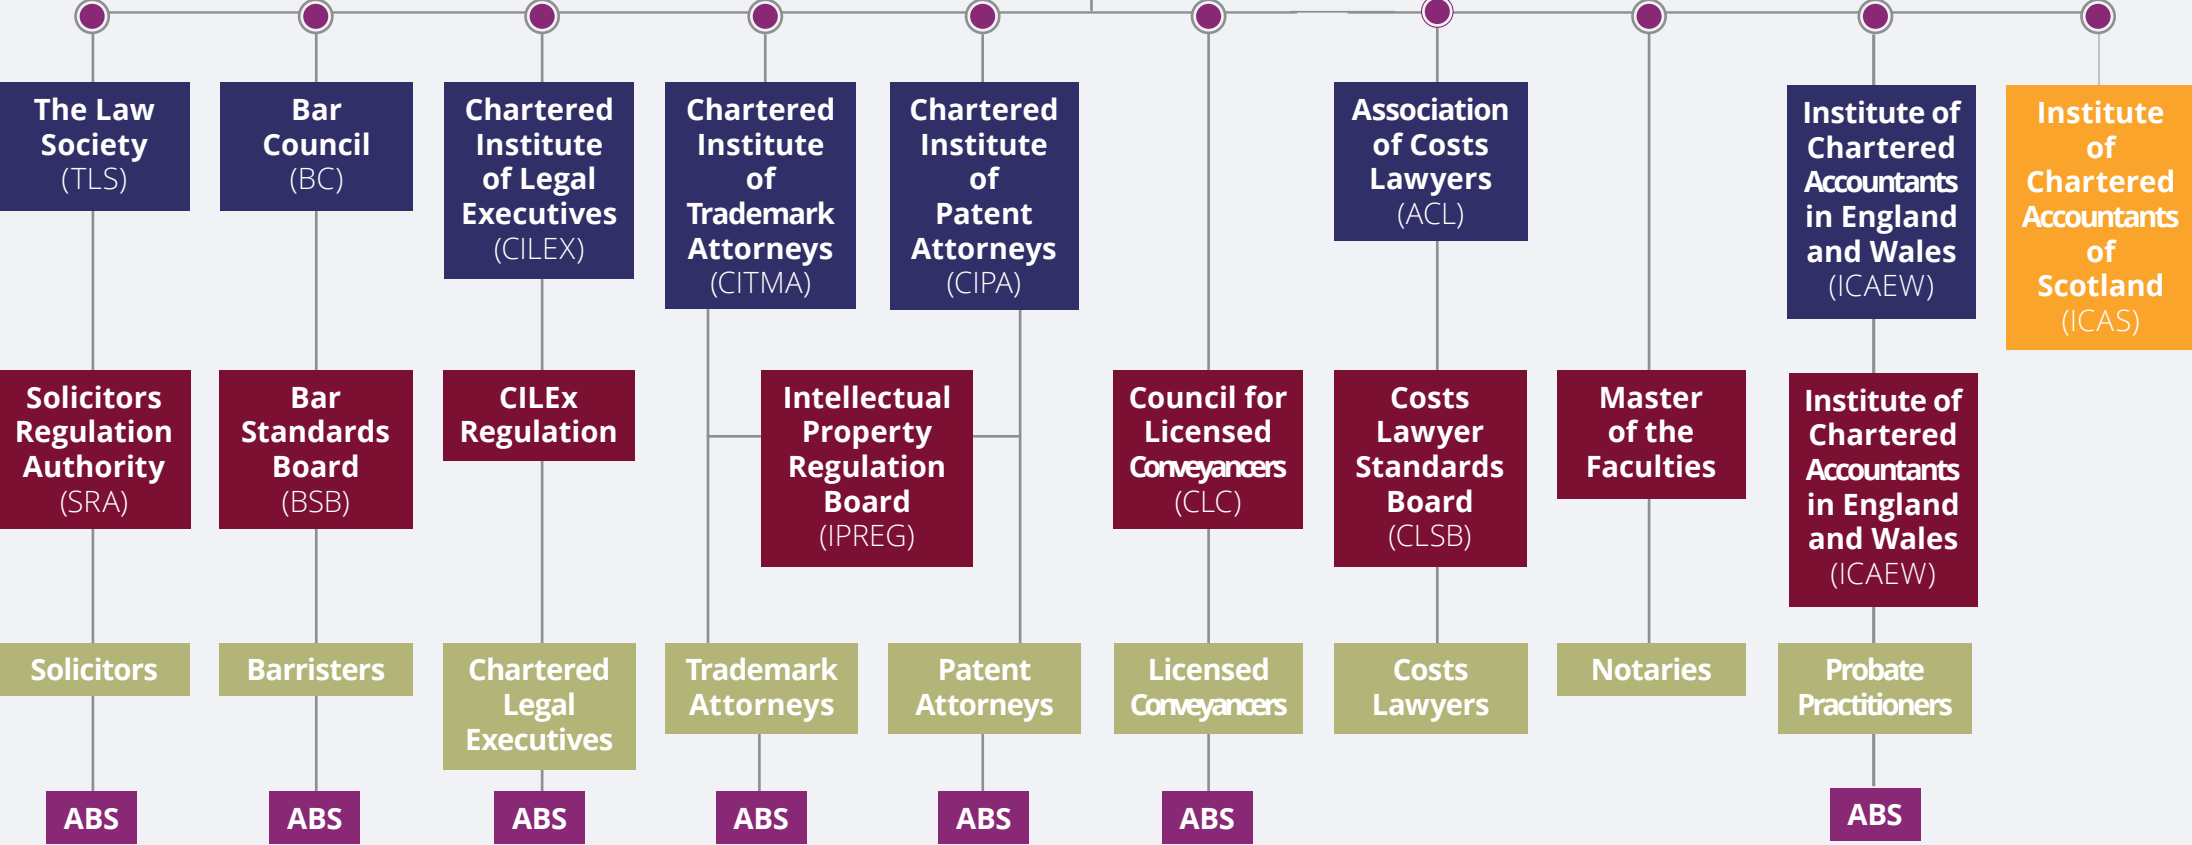 The Law
Society
(TLS)
Bar
Council
(BC)
Chartered
Institute
of Legal
Executives
(CILEX)
Chartered
Institute
of
Trademark
Attorneys
(CITMA)
Chartered
Institute
of
Patent
Attorneys
(CIPA)
Association
of Costs
Lawyers
(ACL)
Institute of
Chartered
Accountants
in England
and Wales
(ICAEW)
Institute
of
Chartered
Accountants
of
Scotland
(ICAS)
Solicitors
Regulation
Authority
(SRA)
Bar
Standards
Board
(BSB)
CILEx
Regulation
Intellectual
Property
Regulation
Board
(IPREG)
Council for
Licensed
Conveyancers
(CLC)
Costs
Lawyer
Standards
Board
(CLSB)
Master
of the
Faculties
Institute of
Chartered
Accountants
in England
and Wales
(ICAEW)
Solicitors
Barristers
Chartered
Legal
Executives
Trademark
Attorneys
Patent
Attorneys
Licensed
Conveyancers
Costs
Lawyers
Notaries
Probate
Practitioners
ABS
ABS
ABS
ABS
ABS
ABS
ABS